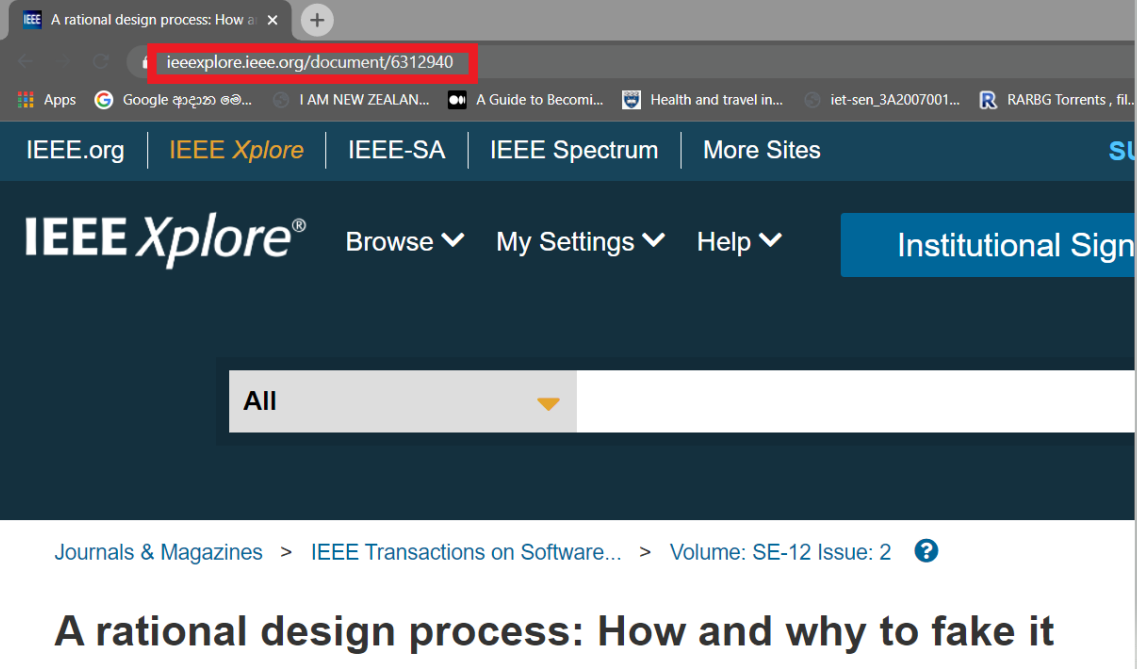 IEEE A rational design process: How a
ieeexplore.ieee.org/document/6312940
Apps Google ආදාන මෙ... I AM NEW ZEALAN... A Guide to Becomi... Health and travel in... iet-sen_3A2007001... RARBG Torrents , fil...
IEEE.org IEEE Xplore IEEE-SA IEEE Spectrum More Sites SU
IEEE Xplore® Browse My Settings Help Institutional Sign
All
Journals & Magazines > IEEE Transactions on Software... > Volume: SE-12 Issue: 2 ?
A rational design process: How and why to fake it